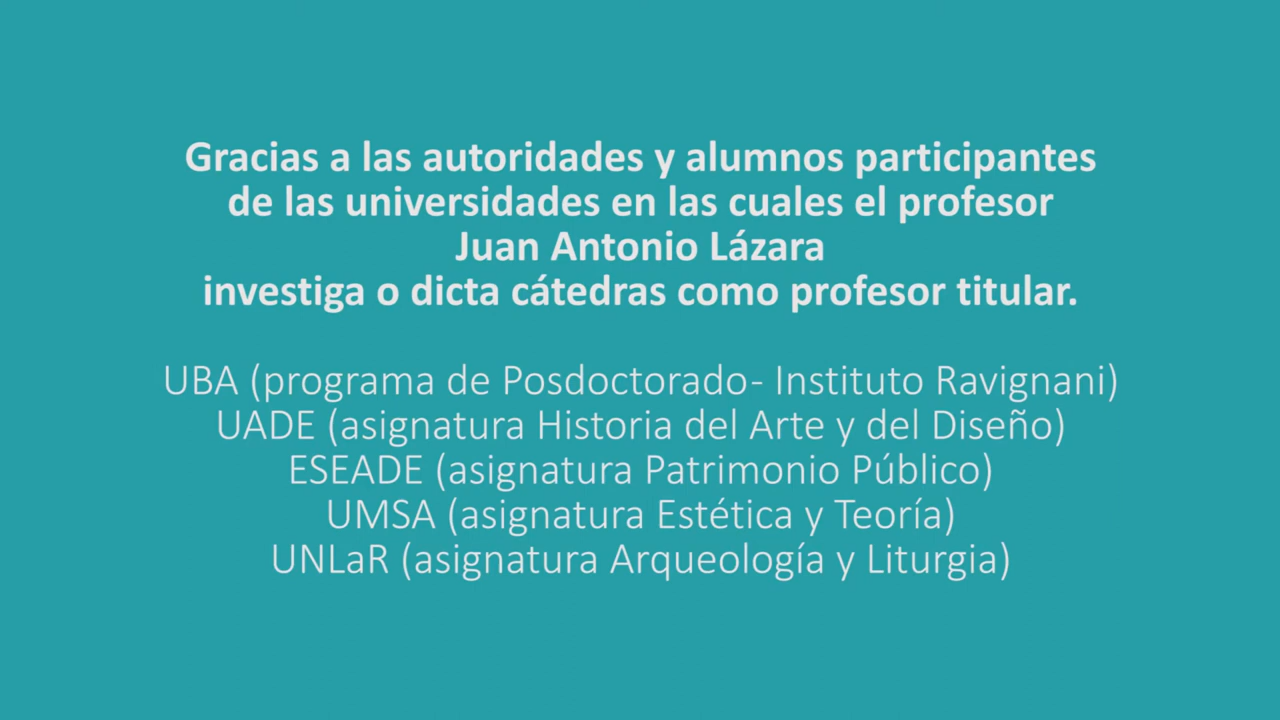 Gracias a las autoridades y alumnos participantes
de las universidades en las cuales el profesor
Juan Antonio Lázara
investiga o dicta cátedras como profesor titular.
UBA (programa de Posdoctorado- Instituto Ravignani)
UADE (asignatura Historia del Arte y del Diseño)
ESEADE (asignatura Patrimonio Público)
UMSA (asignatura Estética y Teoría)
UNLaR (asignatura Arqueología y Liturgia)